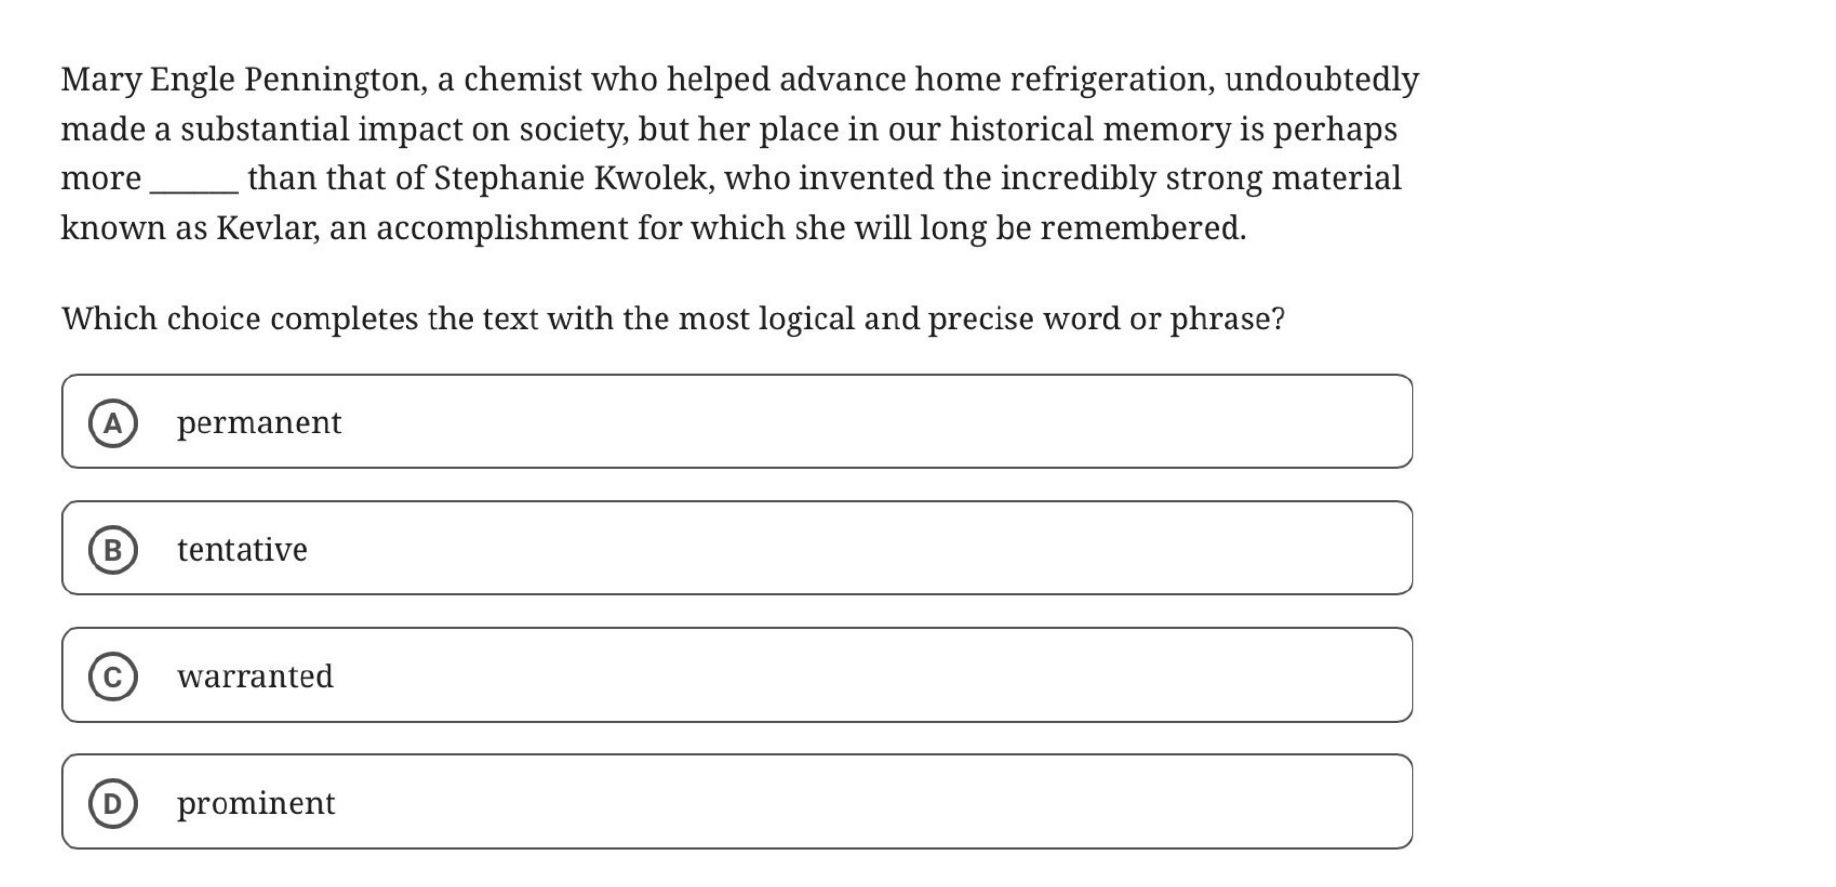 Mary Engle Pennington, a chemist who helped advance home refrigeration, undoubtedly
made a substantial impact on society, but her place in our historical memory is perhaps
more ______ than that of Stephanie Kwolek, who invented the incredibly strong material
known as Kevlar, an accomplishment for which she will long be remembered.
Which choice completes the text with the most logical and precise word or phrase?
A permanent
B tentative
C warranted
D prominent